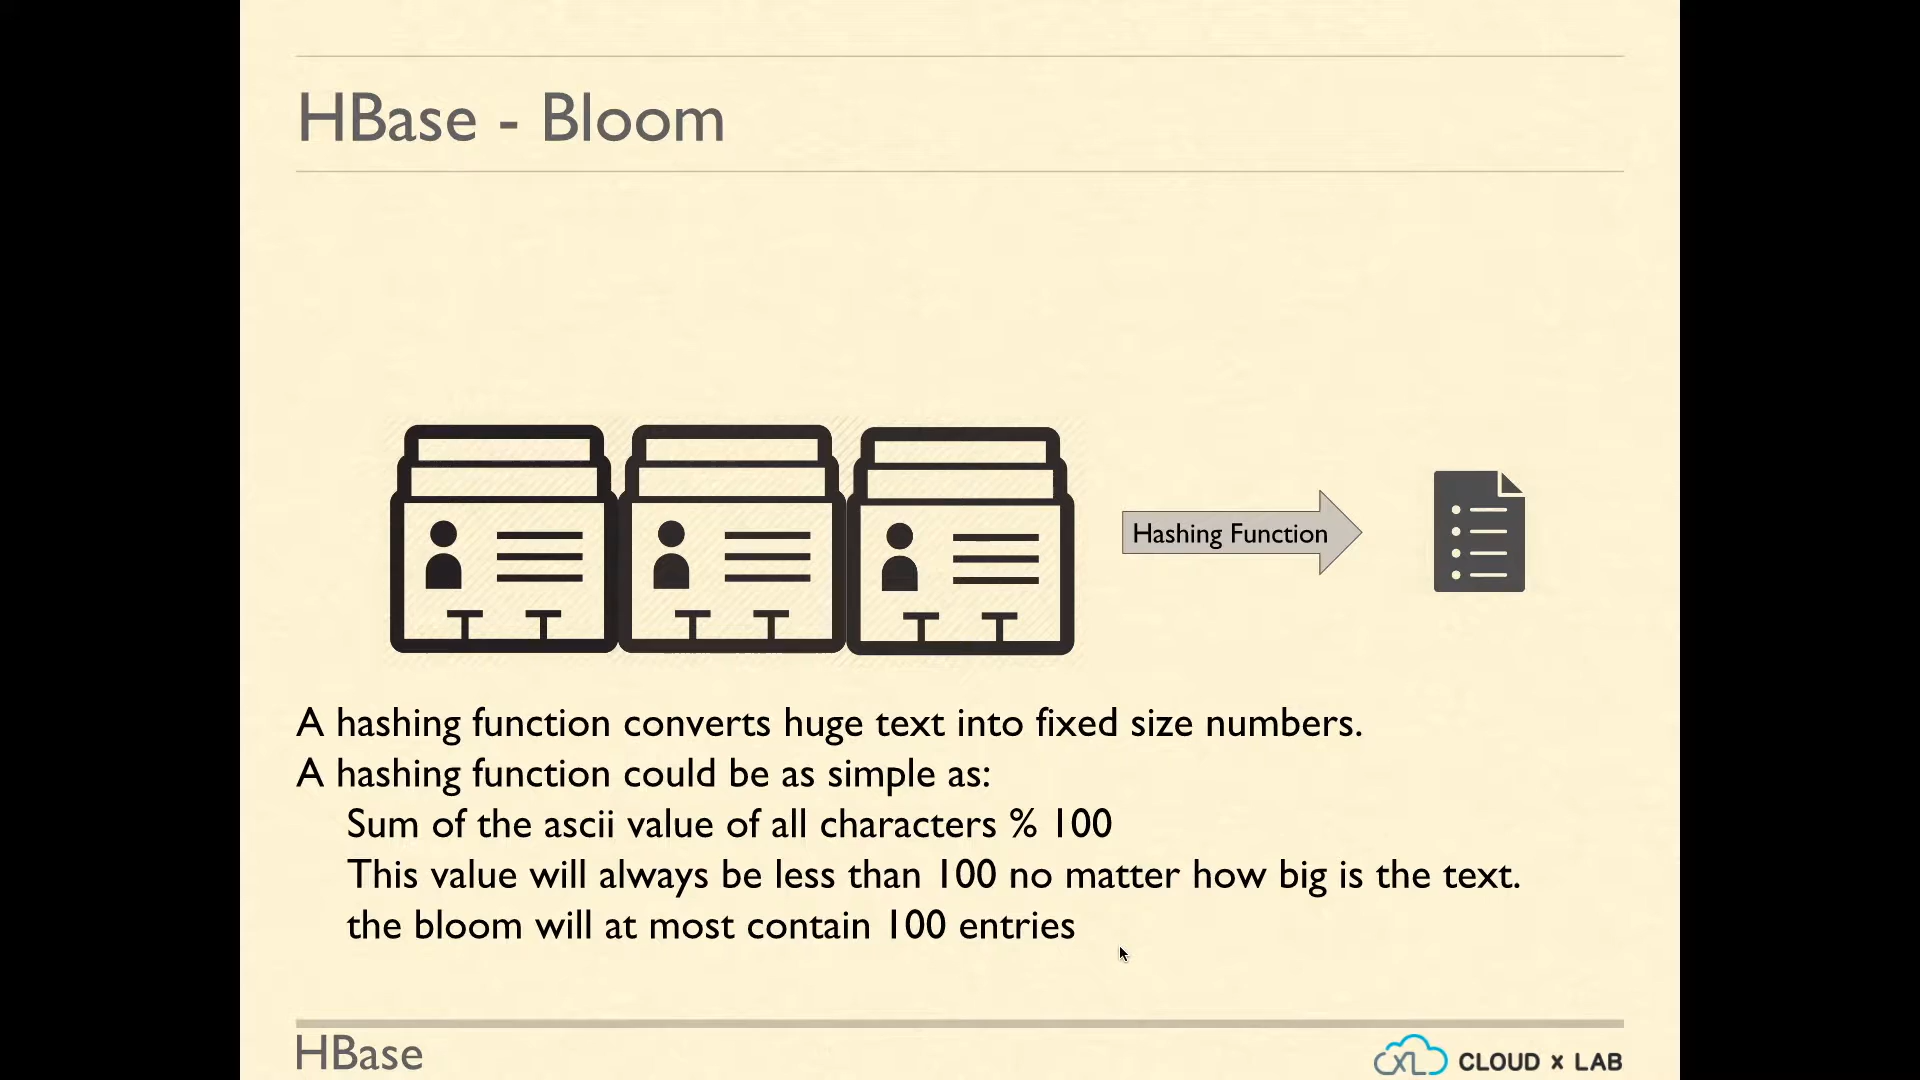 HBase - Bloom
Hashing Function
A hashing function converts huge text into fixed size numbers.
A hashing function could be as simple as:
Sum of the ascii value of all characters % 100
This value will always be less than 100 no matter how big is the text.
the bloom will at most contain 100 entries
HBase
CXL CLOUD x LAB